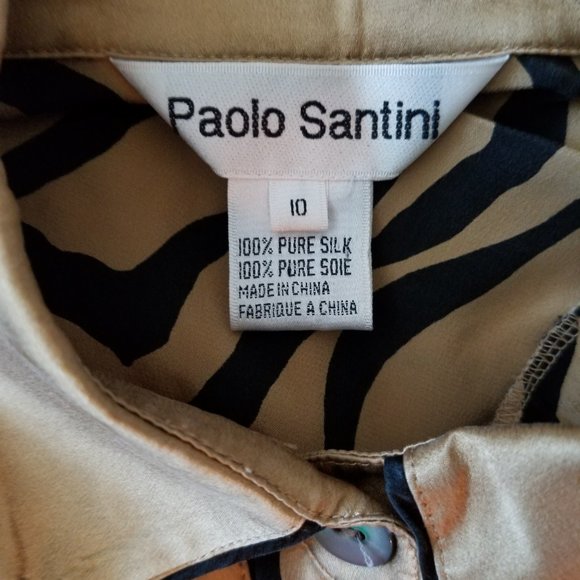 Paolo Santini
10
100% PURE SILK
100% PURE SOIE
MADE IN CHINA
FABRIQUE A CHINA